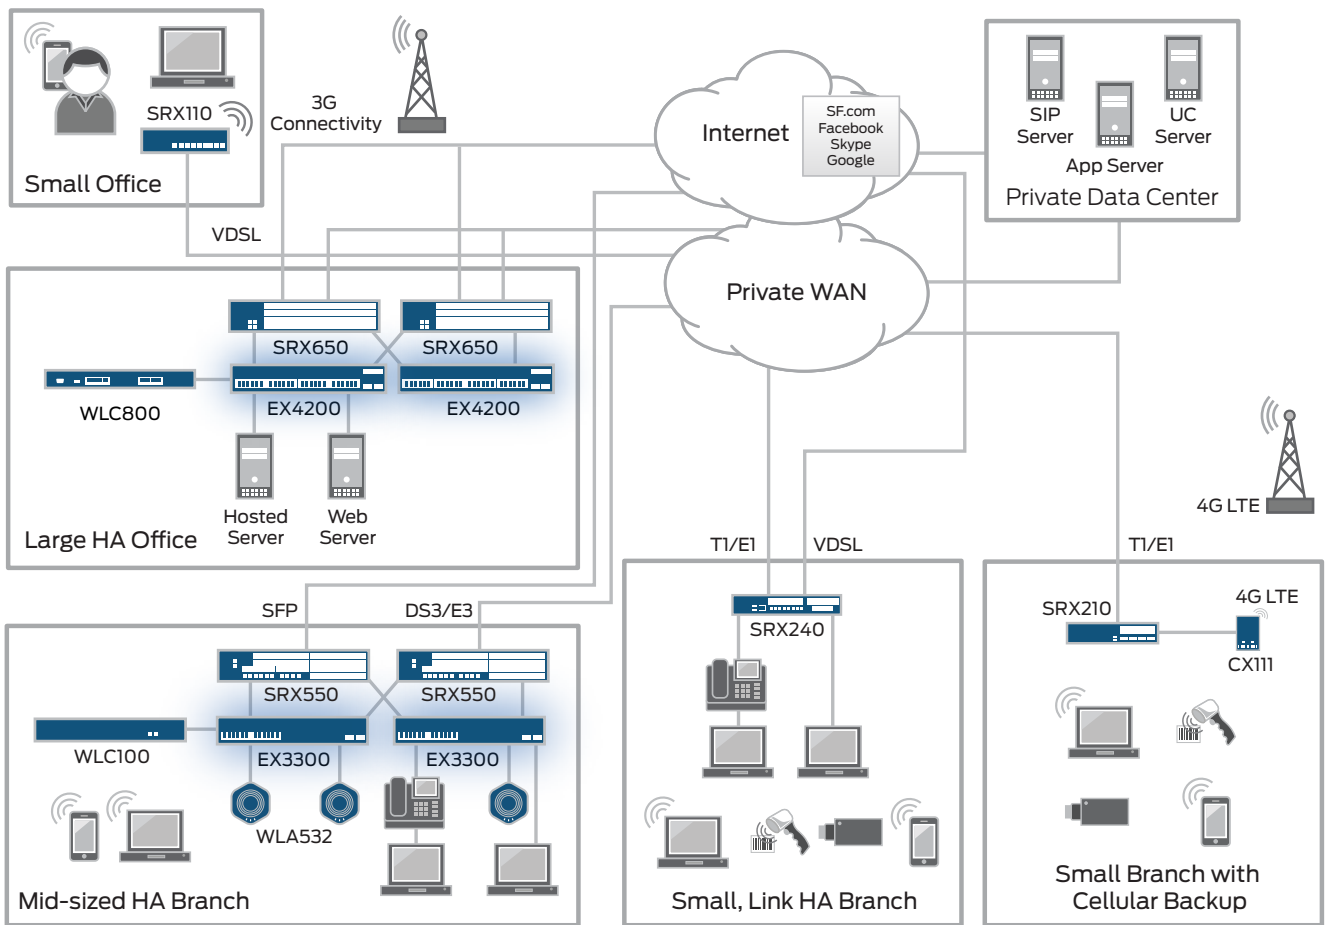 SRX110
Small Office
3G
Connectivity
Internet
SF.com
Facebook
Skype
Google
SIP
Server
App Server
UC
Server
Private Data Center
VDSL
Private WAN
SRX650
SRX650
WLC800
EX4200
EX4200
Hosted
Server
Web
Server
Large HA Office
4G LTE
SFP
DS3/E3
T1/E1
VDSL
T1/E1
SRX550
SRX550
WLC100
EX3300
EX3300
WLA532
Mid-sized HA Branch
SRX240
Small, Link HA Branch
SRX210
4G LTE
CX111
Small Branch with
Cellular Backup